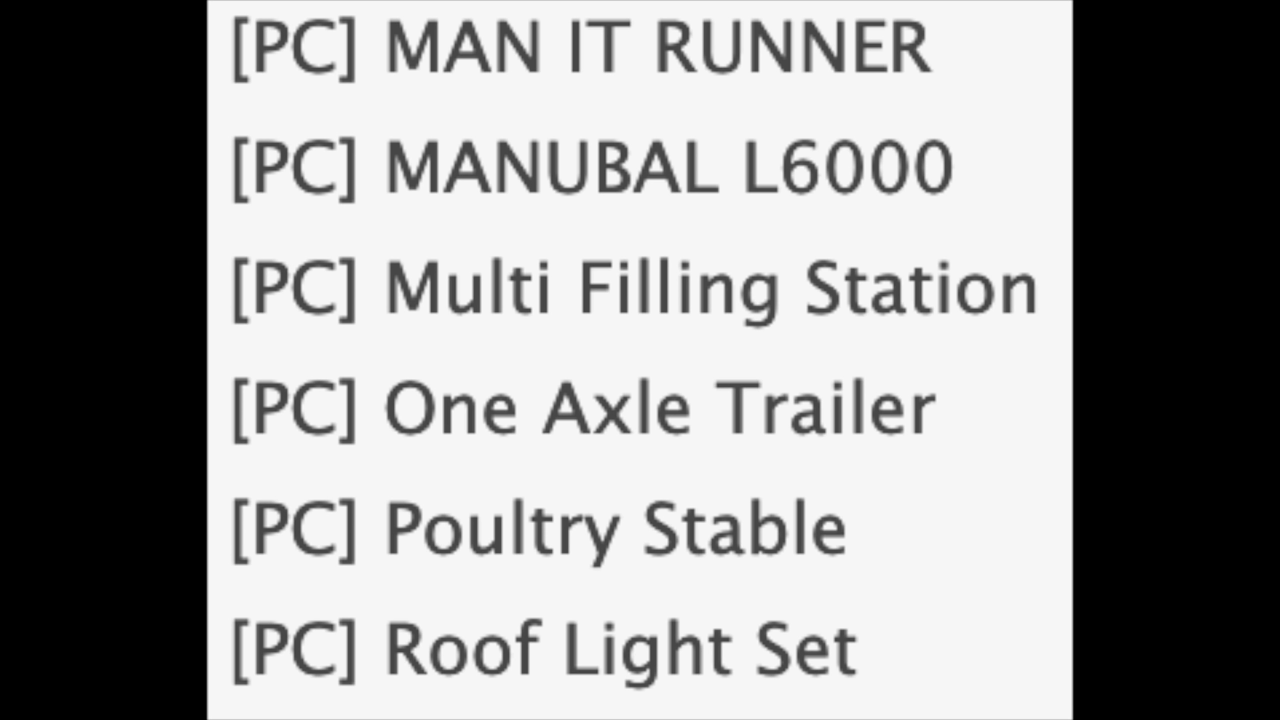 [PC] MAN IT RUNNER
[PC] MANUBAL L6000
[PC] Multi Filling Station
[PC] One Axle Trailer
[PC] Poultry Stable
[PC] Roof Light Set